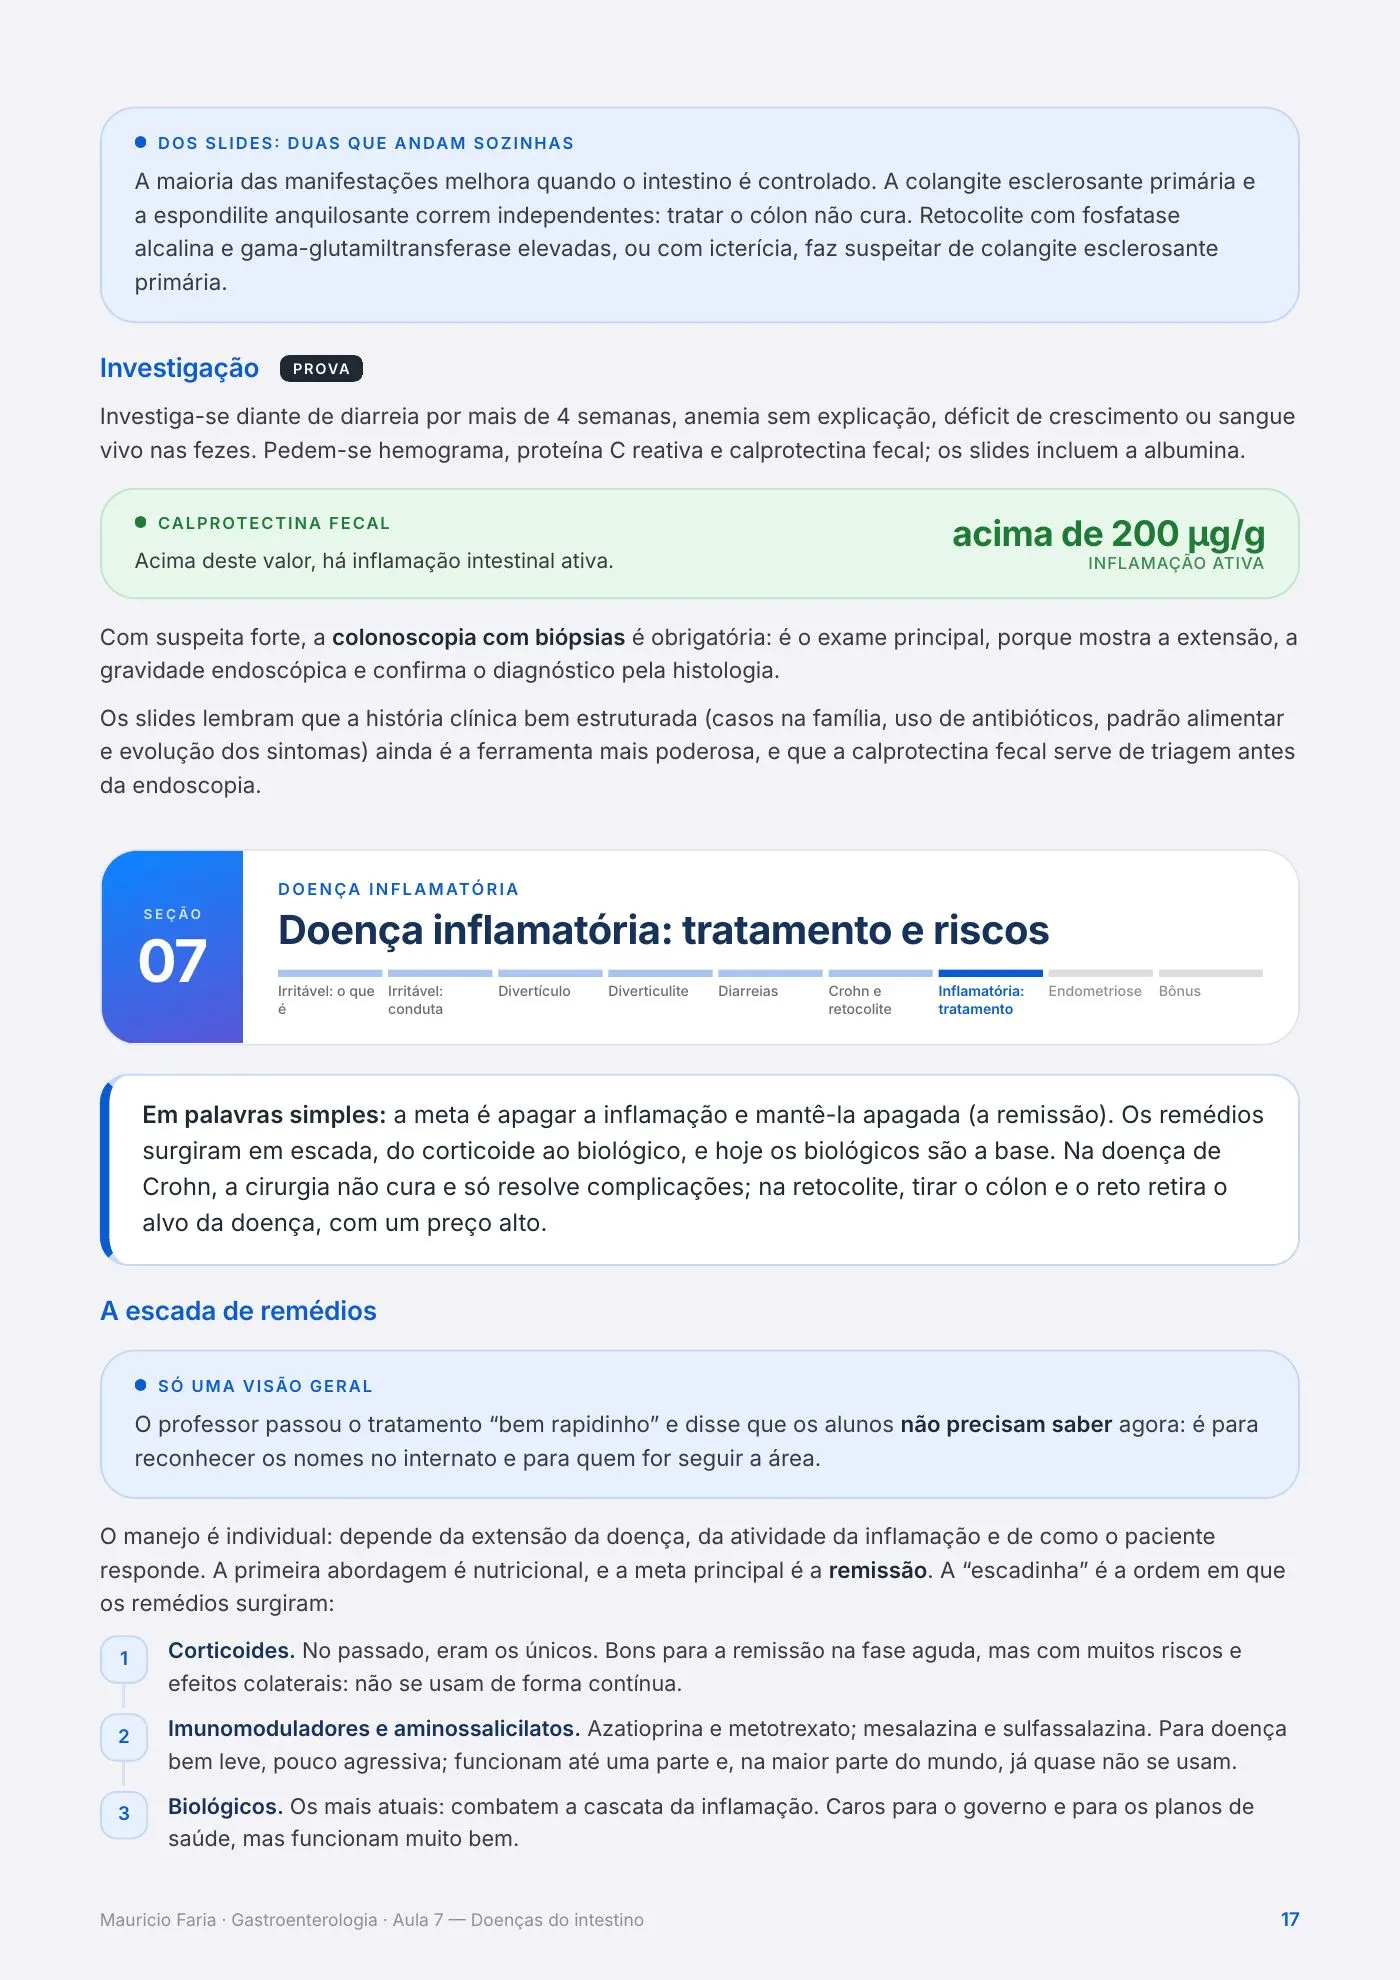 DOS SLIDES: DUAS QUE ANDAM SOZINHAS
A maioria das manifestações melhora quando o intestino é controlado. A colangite esclerosante primária e
a espondilite anquilosante correm independentes: tratar o cólon não cura. Retocolite com fosfatase
alcalina e gama-glutamiltransferase elevadas, ou com icterícia, faz suspeitar de colangite esclerosante
primária.
Investigação PROVA
Investiga-se diante de diarreia por mais de 4 semanas, anemia sem explicação, déficit de crescimento ou sangue
vivo nas fezes. Pedem-se hemograma, proteína C reativa e calprotectina fecal; os slides incluem a albumina.
CALPROTECTINA FECAL
Acima deste valor, há inflamação intestinal ativa.
acima de 200 µg/g
INFLAMAÇÃO ATIVA
Com suspeita forte, a colonoscopia com biópsias é obrigatória: é o exame principal, porque mostra a extensão, a
gravidade endoscópica e confirma o diagnóstico pela histologia.
Os slides lembram que a história clínica bem estruturada (casos na família, uso de antibióticos, padrão alimentar
e evolução dos sintomas) ainda é a ferramenta mais poderosa, e que a calprotectina fecal serve de triagem antes
da endoscopia.
SEÇÃO
07
DOENÇA INFLAMATÓRIA
Doença inflamatória: tratamento e riscos
Irritável: o que
é
Irritável:
conduta
Divertículo
Diverticulite
Diarreias
Crohn e
retocolite
Inflamatória:
tratamento
Endometriose
Bônus
Em palavras simples: a meta é apagar a inflamação e mantê-la apagada (a remissão). Os remédios
surgiram em escada, do corticoide ao biológico, e hoje os biológicos são a base. Na doença de
Crohn, a cirurgia não cura e só resolve complicações; na retocolite, tirar o cólon e o reto retira o
alvo da doença, com um preço alto.
A escada de remédios
SÓ UMA VISÃO GERAL
O professor passou o tratamento “bem rapidinho” e disse que os alunos não precisam saber agora: é para
reconhecer os nomes no internato e para quem for seguir a área.
O manejo é individual: depende da extensão da doença, da atividade da inflamação e de como o paciente
responde. A primeira abordagem é nutricional, e a meta principal é a remissão. A “escadinha” é a ordem em que
os remédios surgiram:
1 Corticoides. No passado, eram os únicos. Bons para a remissão na fase aguda, mas com muitos riscos e
efeitos colaterais: não se usam de forma contínua.
2 Imunomoduladores e aminossalicilatos. Azatioprina e metotrexato; mesalazina e sulfassalazina. Para doença
bem leve, pouco agressiva; funcionam até uma parte e, na maior parte do mundo, já quase não se usam.
3 Biológicos. Os mais atuais: combatem a cascata da inflamação. Caros para o governo e para os planos de
saúde, mas funcionam muito bem.
Mauricio Faria · Gastroenterologia · Aula 7 — Doenças do intestino
17